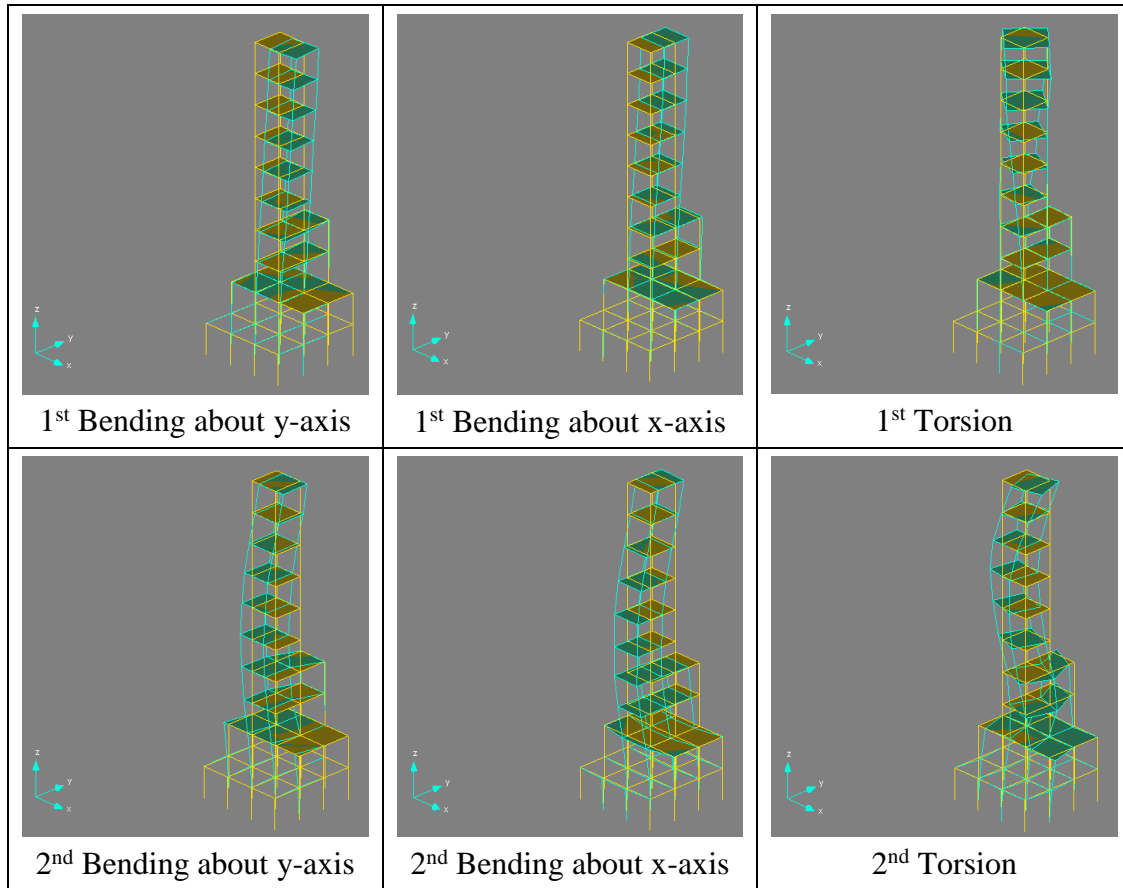 z
y
x
z
y
x
z
y
x
1st Bending about y-axis
1st Bending about x-axis
1st Torsion
z
y
x
z
y
x
z
y
x
2nd Bending about y-axis
2nd Bending about x-axis
2nd Torsion